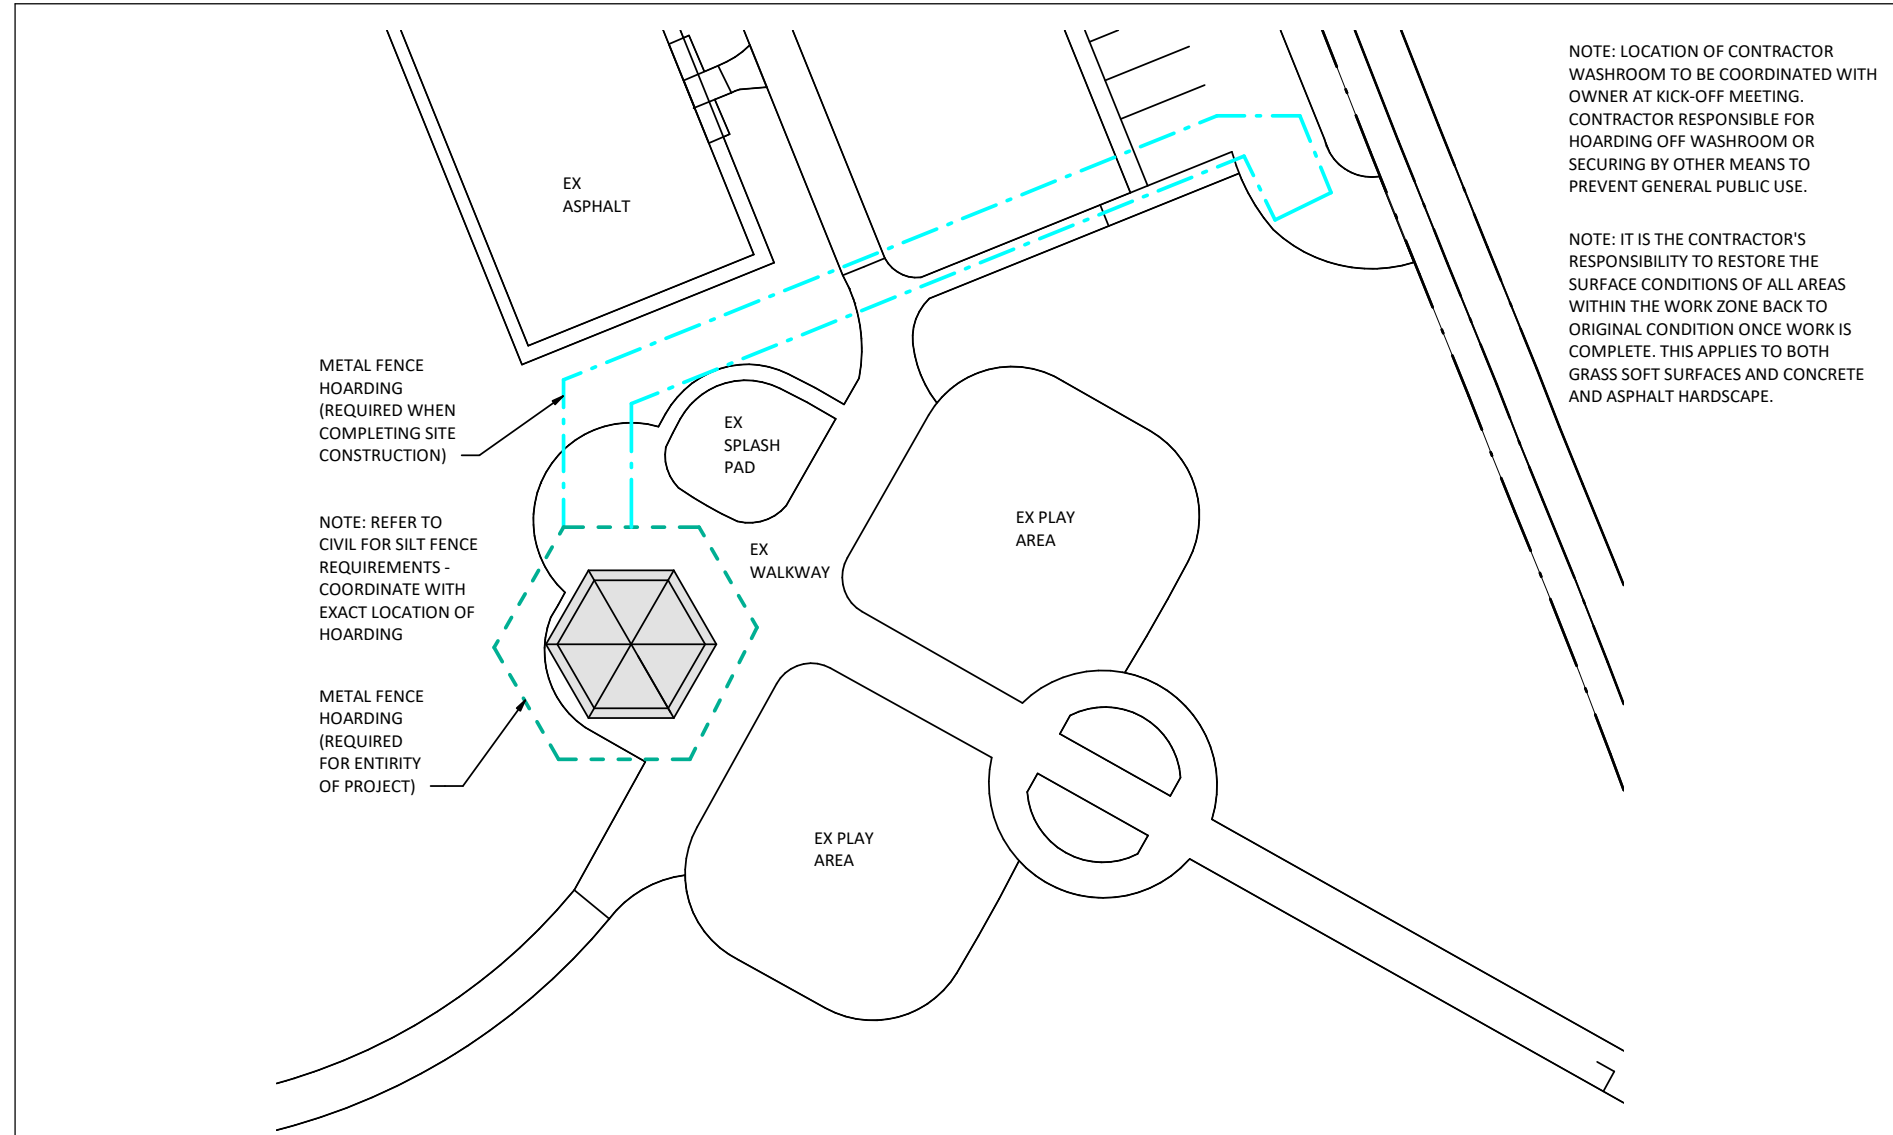 NOTE: LOCATION OF CONTRACTOR
WASHROOM TO BE COORDINATED WITH
OWNER AT KICK-OFF MEETING.
CONTRACTOR RESPONSIBLE FOR
HOARDING OFF WASHROOM OR
SECURING BY OTHER MEANS TO
PREVENT GENERAL PUBLIC USE.
NOTE: IT IS THE CONTRACTOR'S
RESPONSIBILITY TO RESTORE THE
SURFACE CONDITIONS OF ALL AREAS
WITHIN THE WORK ZONE BACK TO
ORIGINAL CONDITION ONCE WORK IS
COMPLETE. THIS APPLIES TO BOTH
GRASS SOFT SURFACES AND CONCRETE
AND ASPHALT HARDSCAPE.
EX
ASPHALT
METAL FENCE
HOARDING
(REQUIRED WHEN
COMPLETING SITE
CONSTRUCTION)
EX
SPLASH
PAD
NOTE: REFER TO
CIVIL FOR SILT FENCE
REQUIREMENTS -
COORDINATE WITH
EXACT LOCATION OF
HOARDING
EX
WALKWAY
EX PLAY
AREA
METAL FENCE
HOARDING
(REQUIRED
FOR ENTIRITY
OF PROJECT)
EX PLAY
AREA